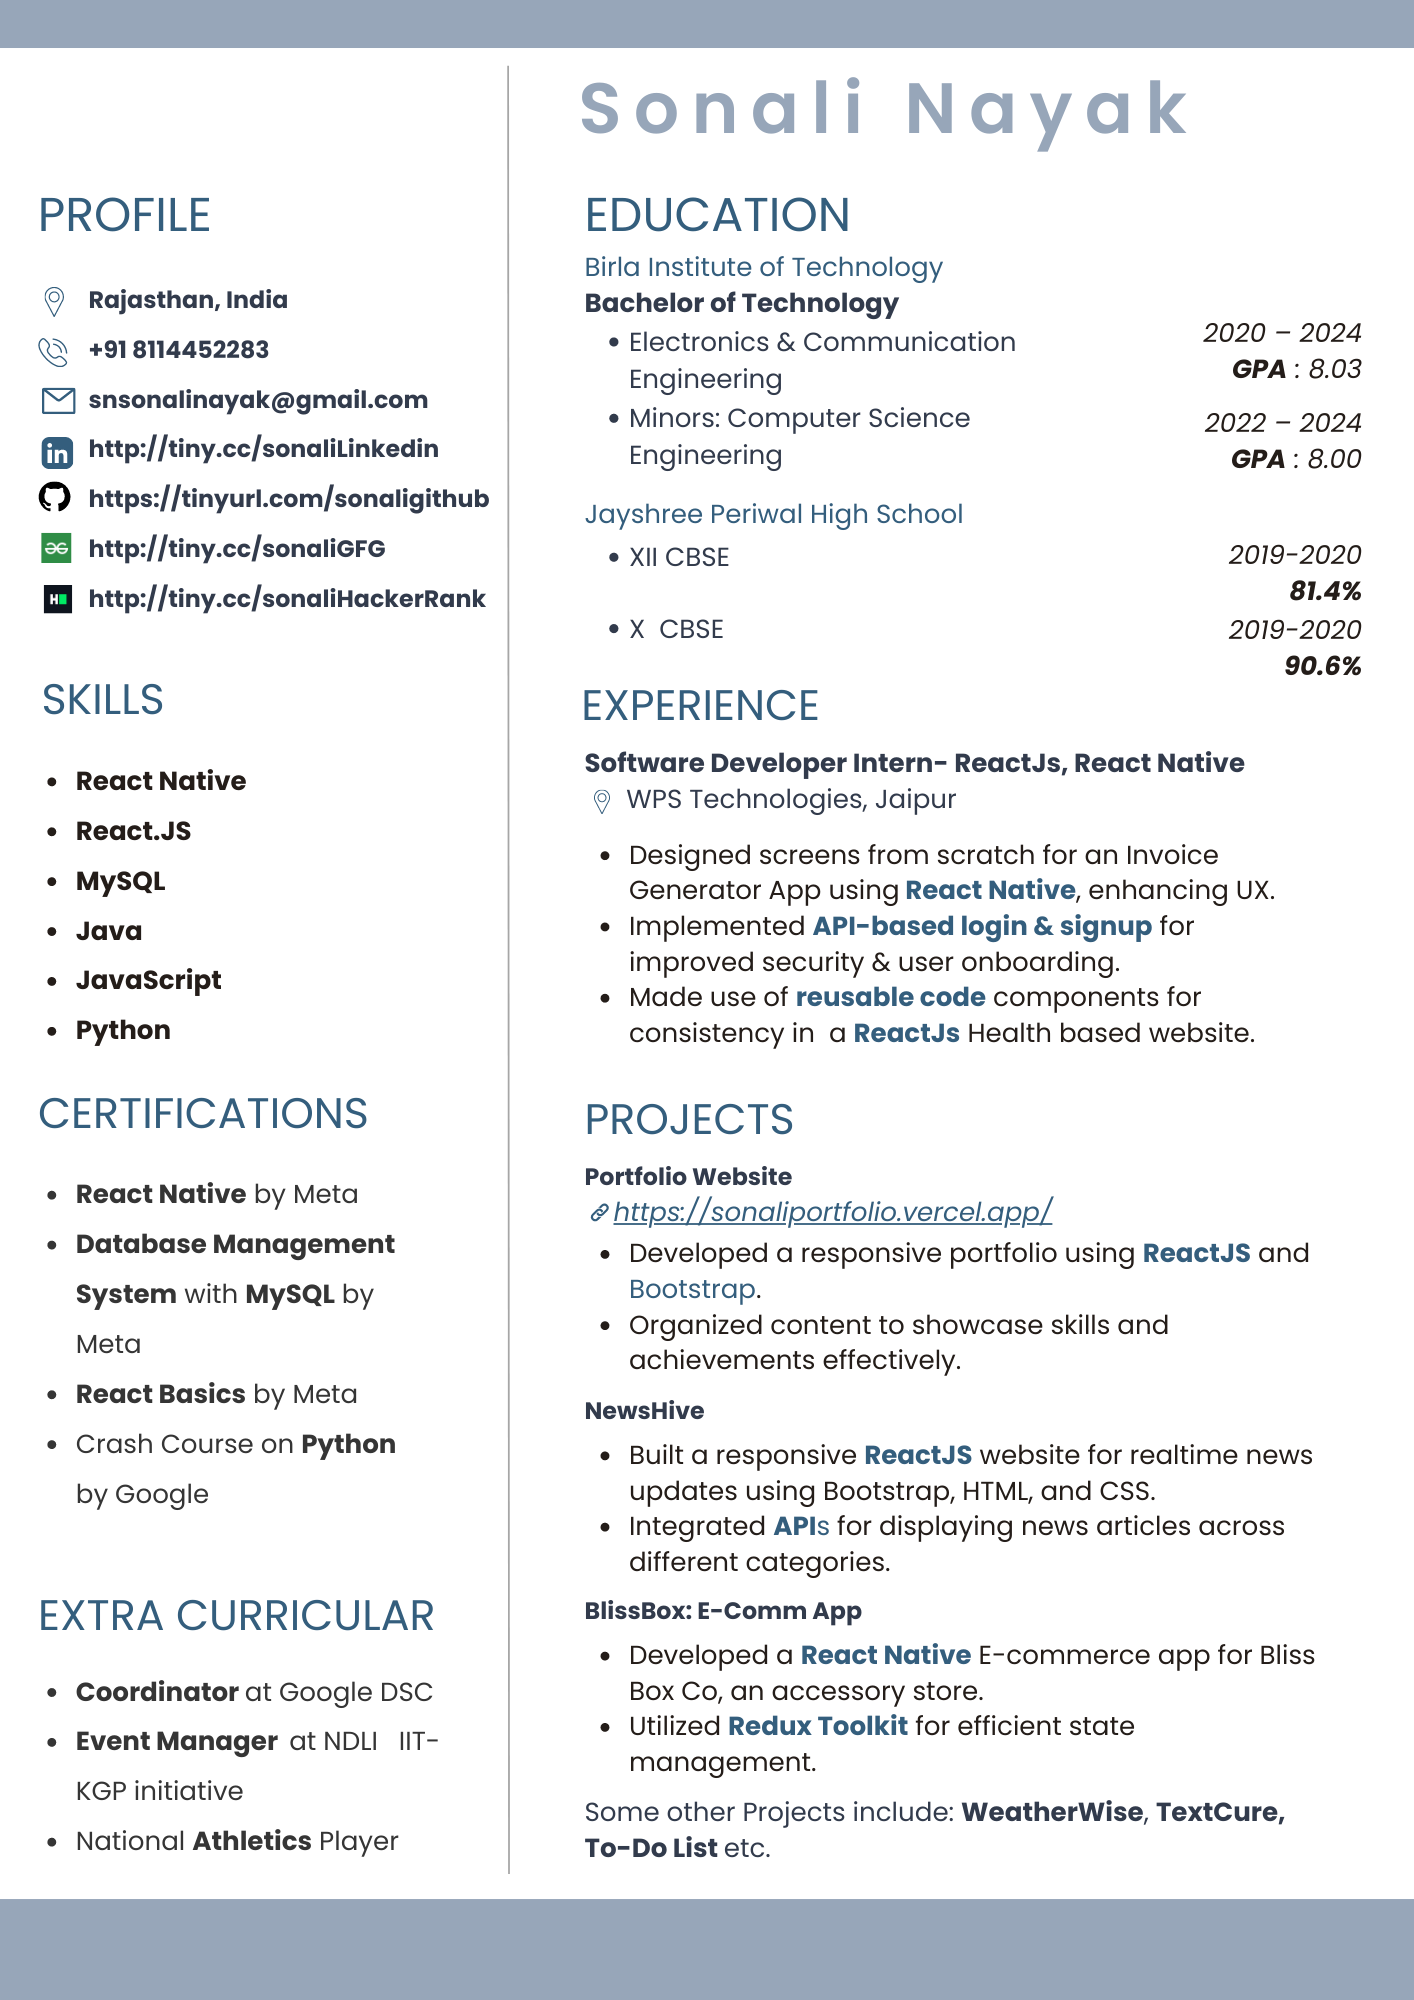 Sonali Nayak
PROFILE
Rajasthan, India
+91 8114452283
snsonalinayak@gmail.com
http://tiny.cc/sonaliLinkedin
https://tinyurl.com/sonaligithub
http://tiny.cc/sonaliGFG
http://tiny.cc/sonaliHackerRank
SKILLS
• React Native
• React.JS
• MySQL
• Java
• JavaScript
• Python
CERTIFICATIONS
• React Native by Meta
• Database Management
System with MySQL by
Meta
• React Basics by Meta
• Crash Course on Python
by Google
EXTRA CURRICULAR
• Coordinator at Google DSC
• Event Manager at NDLI IIT-
KGP initiative
• National Athletics Player
EDUCATION
Birla Institute of Technology
Bachelor of Technology
• Electronics & Communication
Engineering
2020 – 2024
GPA : 8.03
• Minors: Computer Science
Engineering
2022 – 2024
GPA : 8.00
Jayshree Periwal High School
• XII CBSE
2019-2020
81.4%
• X CBSE
2019-2020
90.6%
EXPERIENCE
Software Developer Intern- ReactJs, React Native
WPS Technologies, Jaipur
• Designed screens from scratch for an Invoice
Generator App using React Native, enhancing UX.
• Implemented API-based login & signup for
improved security & user onboarding.
• Made use of reusable code components for
consistency in a ReactJs Health based website.
PROJECTS
Portfolio Website
https://sonaliportfolio.vercel.app/
• Developed a responsive portfolio using ReactJS and
Bootstrap.
• Organized content to showcase skills and
achievements effectively.
NewsHive
• Built a responsive ReactJS website for realtime news
updates using Bootstrap, HTML, and CSS.
• Integrated APIs for displaying news articles across
different categories.
BlissBox: E-Comm App
• Developed a React Native E-commerce app for Bliss
Box Co, an accessory store.
• Utilized Redux Toolkit for efficient state
management.
Some other Projects include: WeatherWise, TextCure,
To-Do List etc.